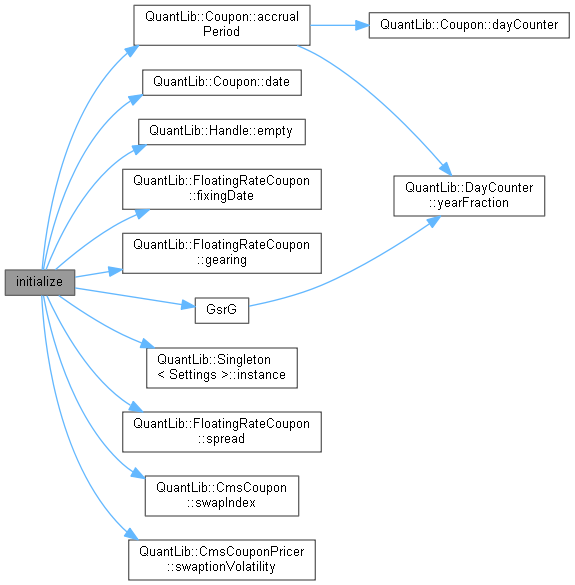 QuantLib::Coupon::accrual
Period
QuantLib::Coupon::dayCounter
QuantLib::Coupon::date
QuantLib::Handle::empty
QuantLib::FloatingRateCoupon
::fixingDate
QuantLib::DayCounter
::yearFraction
QuantLib::FloatingRateCoupon
::gearing
initialize
GsrG
QuantLib::Singleton
< Settings >::instance
QuantLib::FloatingRateCoupon
::spread
QuantLib::CmsCoupon
::swapIndex
QuantLib::CmsCouponPricer
::swaptionVolatility